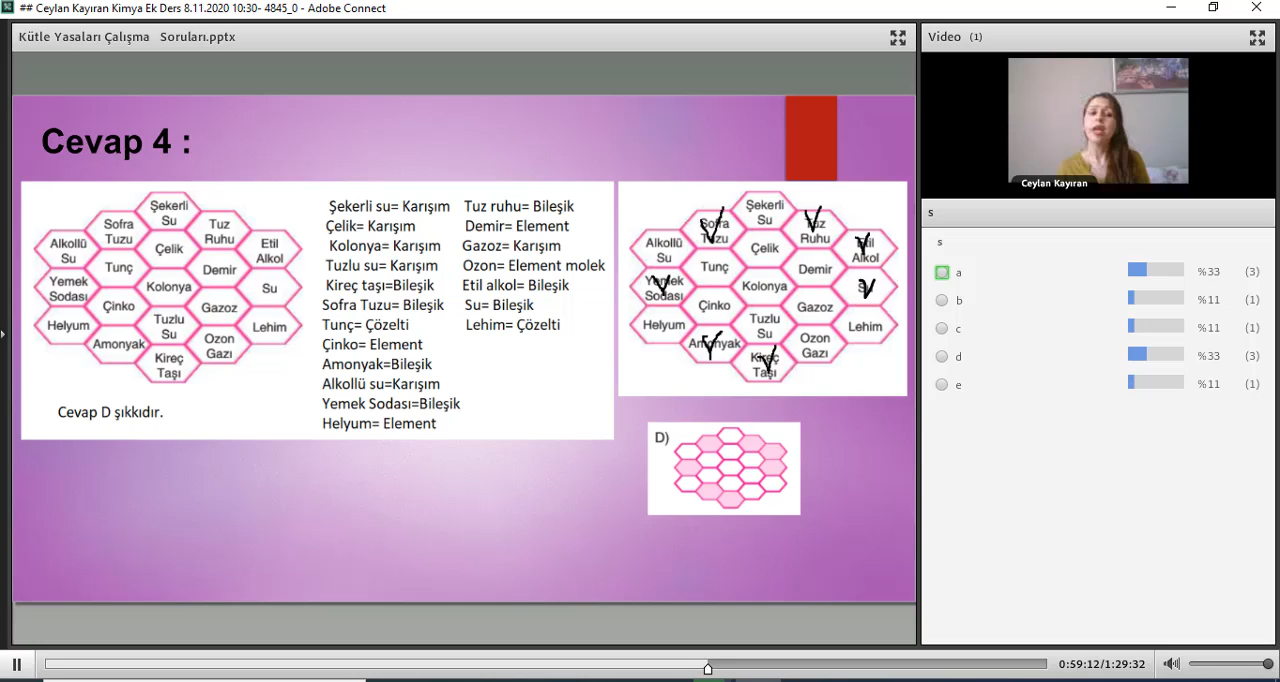 ## Ceylan Kayıran Kimya Ek Ders 8.11.2020 10:30- 4845_0 - Adobe Connect
Kütle Yasaları Çalışma Soruları.pptx
Cevap 4 :
Şekerli
Su
Sofra
Tuzu
Tuz
Ruhu
Alkollü
Su
Çelik
Etil
Alkol
Tunç
Demir
Yemek
Sodası
Kolonya
Su
Çinko
Gazoz
Helyum
Tuzlu
Su
Lehim
Amonyak
Ozon
Gazı
Kireç
Taşı
Cevap D şıkkıdır.
Şekerli su= Karışım
Çelik= Karışım
Kolonya= Karışım
Tuzlu su= Karışım
Kireç taşı=Bileşik
Sofra Tuzu= Bileşik
Tunç= Çözelti
Çinko= Element
Amonyak=Bileşik
Alkollü su=Karışım
Yemek Sodası=Bileşik
Helyum= Element
Tuz ruhu= Bileşik
Demir= Element
Gazoz= Karışım
Ozon= Element molek
Etil alkol= Bileşik
Su= Bileşik
Lehim= Çözelti
Şekerli
Su
Sofra
Tuzu
Tuz
Ruhu
Alkollü
Su
Çelik
Etil
Alkol
Tunç
Demir
Yemek
Sodası
Kolonya
Su
Çinko
Gazoz
Helyum
Tuzlu
Su
Lehim
Amonyak
Ozon
Gazı
Kireç
Taşı
D)
Video (1)
Ceylan Kayıran
s
s
a %33 (3)
b %11 (1)
c %11 (1)
d %33 (3)
e %11 (1)
0:59:12/1:29:32